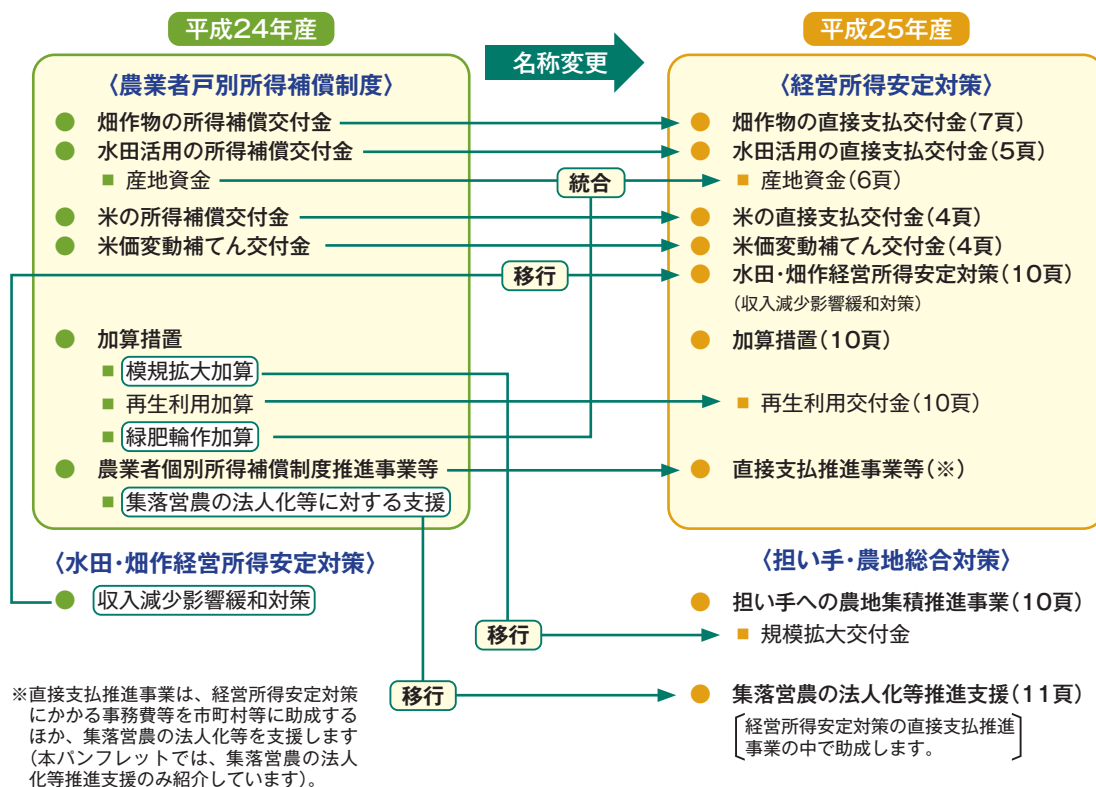 平成24年産
名称変更
平成25年産
〈農業者戸別所得補償制度〉
畑作物の所得補償交付金
水田活用の所得補償交付金
産地資金
統合
米の所得補償交付金
米価変動補てん交付金
移行
加算措置
模規拡大加算
再生利用加算
緑肥輪作加算
農業者個別所得補償制度推進事業等
集落営農の法人化等に対する支援
〈水田・畑作経営所得安定対策〉
収入減少影響緩和対策
〈経営所得安定対策〉
畑作物の直接支払交付金(7頁)
水田活用の直接支払交付金(5頁)
産地資金(6頁)
米の直接支払交付金(4頁)
米価変動補てん交付金(4頁)
水田・畑作経営所得安定対策(10頁)
(収入減少影響緩和対策)
加算措置(10頁)
再生利用交付金(10頁)
直接支払推進事業等(※)
〈担い手・農地総合対策〉
担い手への農地集積推進事業(10頁)
移行
規模拡大交付金
移行
集落営農の法人化等推進支援(11頁)
経営所得安定対策の直接支払推進
事業の中で助成します。
※直接支払推進事業は、経営所得安定対策
にかかる事務費等を市町村等に助成する
ほか、集落営農の法人化等を支援します
(本パンフレットでは、集落営農の法人
化等推進支援のみ紹介しています)。